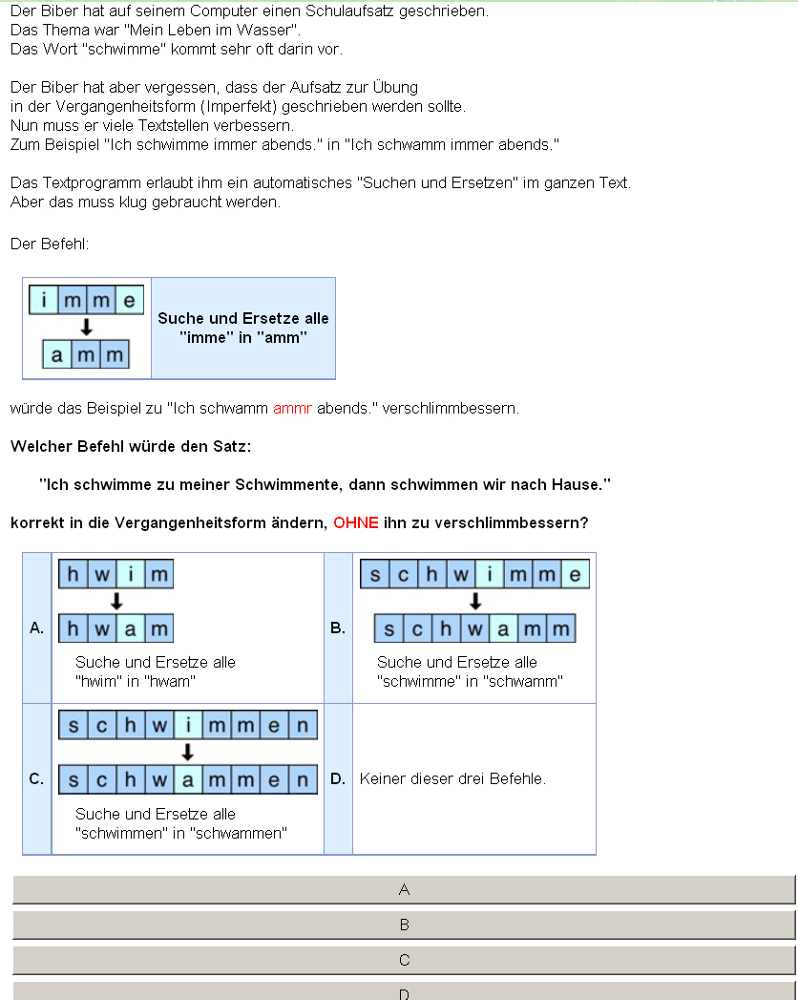 Der Biber hat auf seinem Computer einen Schulaufsatz geschrieben.
Das Thema war "Mein Leben im Wasser".
Das Wort "schwimme" kommt sehr oft darin vor.
Der Biber hat aber vergessen, dass der Aufsatz zur Übung
in der Vergangenheitsform (Imperfekt) geschrieben werden sollte.
Nun muss er viele Textstellen verbessern.
Zum Beispiel "Ich schwimme immer abends." in "Ich schwamm immer abends."
Das Textprogramm erlaubt ihm ein automatisches "Suchen und Ersetzen" im ganzen Text.
Aber das muss klug gebraucht werden.
Der Befehl:
i m m e
a m m
Suche und Ersetze alle
"imme" in "amm"
würde das Beispiel zu "Ich schwamm ammr abends." verschlimmbessern.
Welcher Befehl würde den Satz:
"Ich schwimme zu meiner Schwimmente, dann schwimmen wir nach Hause."
korrekt in die Vergangenheitsform ändern, OHNE ihn zu verschlimmbessern?
A.
h w i m
h w a m
Suche und Ersetze alle
"hwim" in "hwam"
B.
s c h w i m m e
s c h w a m m
Suche und Ersetze alle
"schwimme" in "schwamm"
C.
s c h w i m m e n
s c h w a m m e n
Suche und Ersetze alle
"schwimmen" in "schwammen"
D.
Keiner dieser drei Befehle.
A
B
C
D